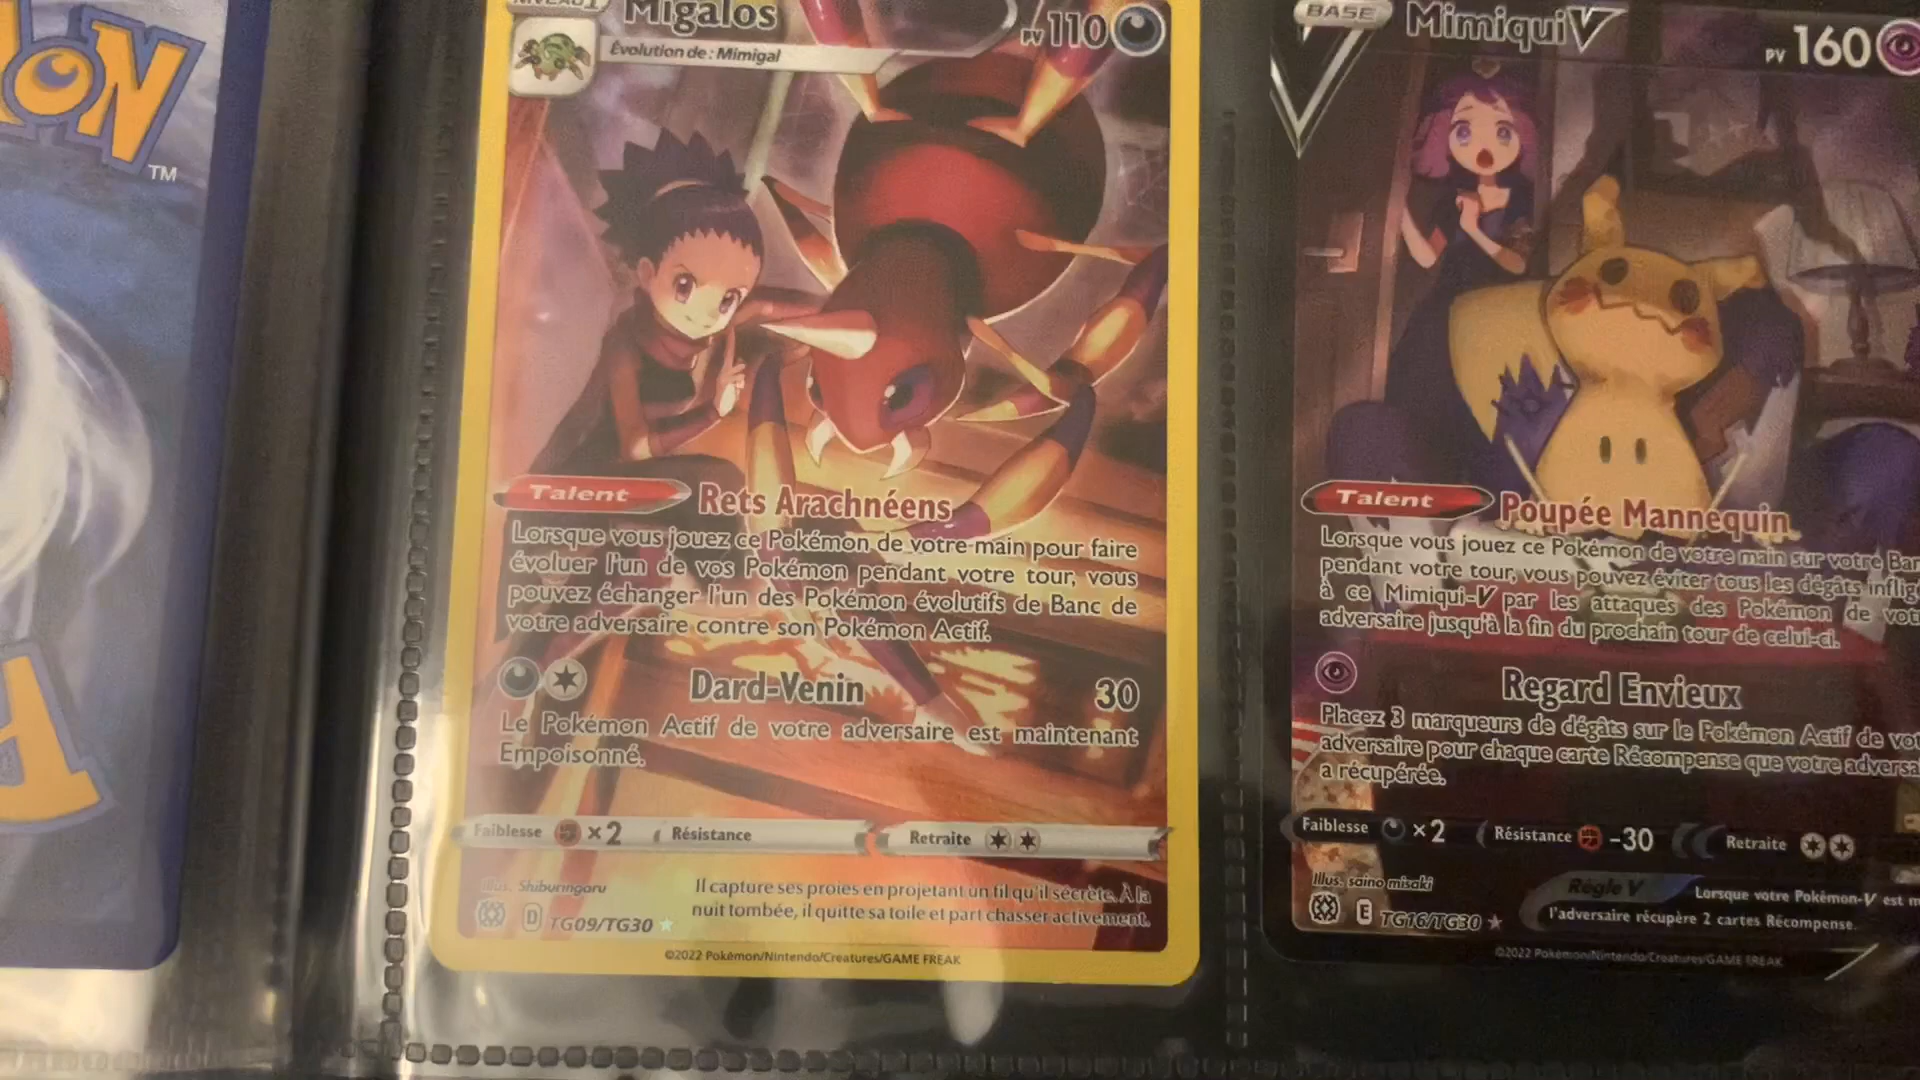 ON
TM
NIVEAU 1
Migalos
PV 110
Évolution de : Mimigal
Talent
Rets Arachnéens
Lorsque vous jouez ce Pokémon de votre main pour faire
évoluer l'un de vos Pokémon pendant votre tour, vous
pouvez échanger l'un des Pokémon évolutifs de Banc de
votre adversaire contre son Pokémon Actif.
Dard-Venin
30
Le Pokémon Actif de votre adversaire est maintenant
Empoisonné.
Faiblesse ×2
Résistance
Retraite
Illus. Shiburingaru
Il capture ses proies en projetant un fil qu'il sécrète. À la
nuit tombée, il quitte sa toile et part chasser activement.
D TG09/TG30
©2022 Pokémon/Nintendo/Creatures/GAME FREAK
BASE
Mimiqui V
PV 160
Talent
Poupée Mannequin
Lorsque vous jouez ce Pokémon de votre main sur votre Ban
pendant votre tour, vous pouvez éviter tous les dégâts inflig
à ce Mimiqui-V par les attaques des Pokémon de vot
adversaire jusqu'à la fin du prochain tour de celui-ci.
Regard Envieux
Placez 3 marqueurs de dégâts sur le Pokémon Actif de vot
adversaire pour chaque carte Récompense que votre adversa
a récupérée.
Faiblesse ×2
Résistance -30
Retraite
Illus. saino misaki
Règle V
Lorsque votre Pokémon-V est m
l'adversaire récupère 2 cartes Récompense.
E TG16/TG30
©2022 Pokémon/Nintendo/Creatures/GAME FREAK